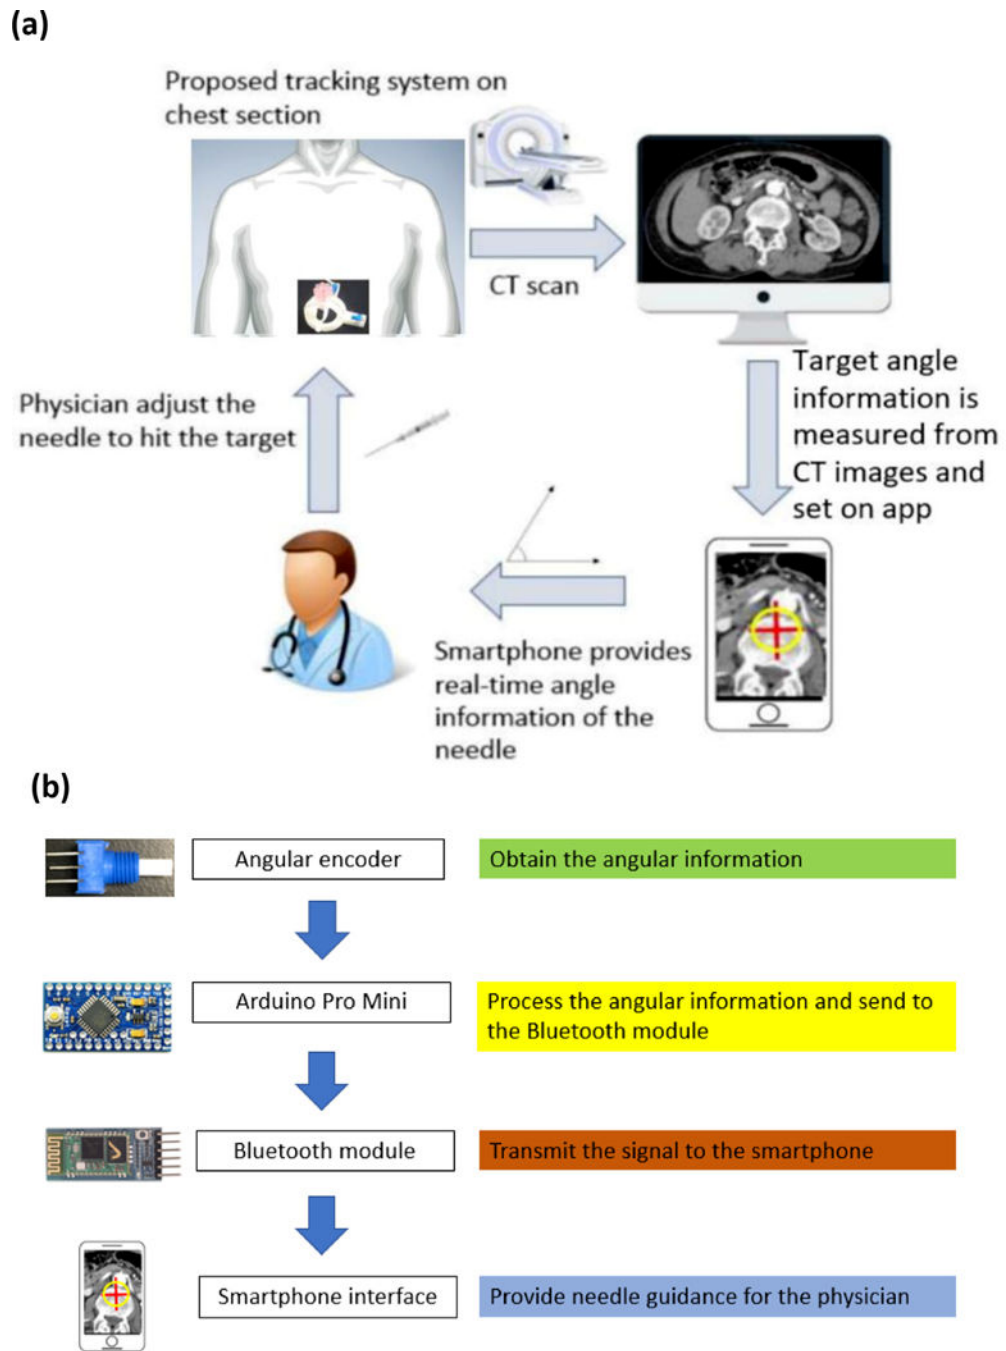 (a)
Proposed tracking system on
chest section
CT scan
Target angle
information is
measured from
CT images and
set on app
Physician adjust the
needle to hit the target
Smartphone provides
real-time angle
information of the
needle
(b)
Angular encoder
Obtain the angular information
Arduino Pro Mini
Process the angular information and send to
the Bluetooth module
Bluetooth module
Transmit the signal to the smartphone
Smartphone interface
Provide needle guidance for the physician